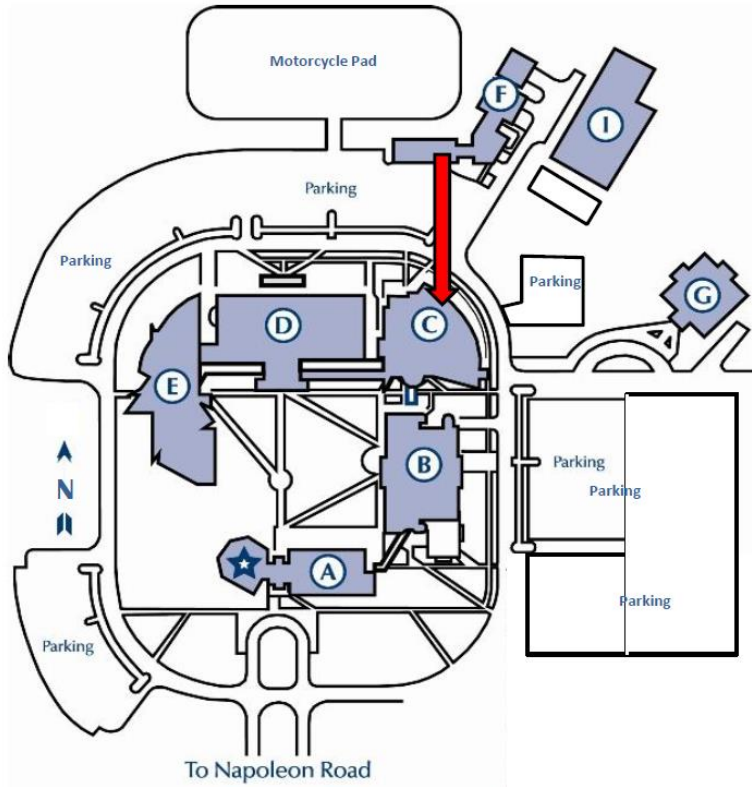 Motorcycle Pad
F
I
Parking
Parking
Parking
G
D
C
E
N
B
Parking
Parking
A
Parking
Parking
To Napoleon Road